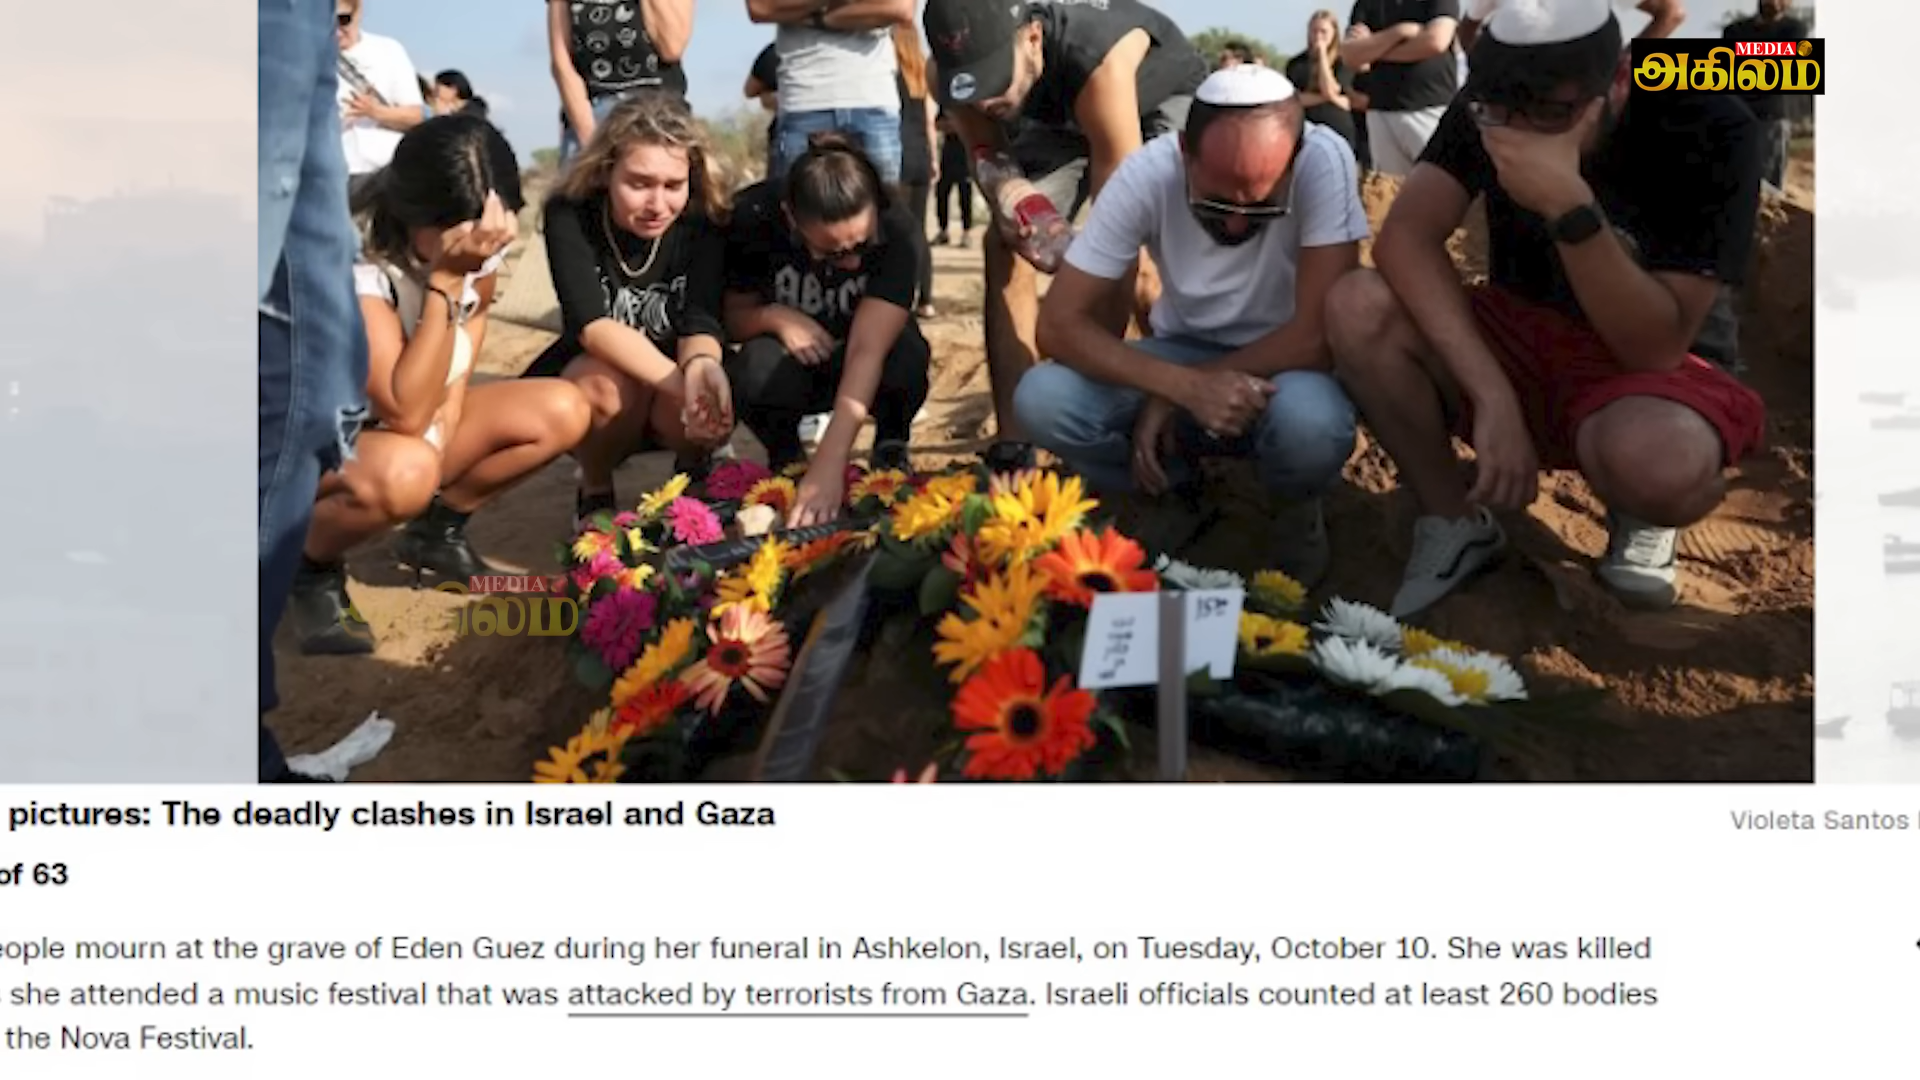 MEDIA
அகிலம்
MEDIA
அகிலம்
pictures: The deadly clashes in Israel and Gaza
Violeta Santos
of 63
eople mourn at the grave of Eden Guez during her funeral in Ashkelon, Israel, on Tuesday, October 10. She was killed
s she attended a music festival that was attacked by terrorists from Gaza. Israeli officials counted at least 260 bodies
the Nova Festival.